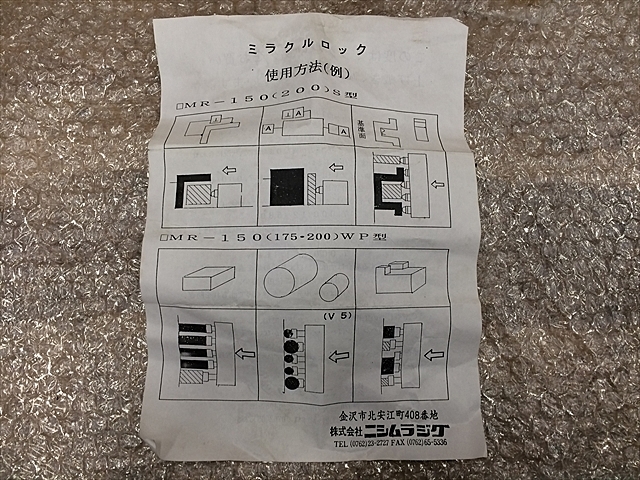 ミラクルロック
使用方法(例)
□MR－150(200)S型
⊥
⊥ A
A A
基準面
□MR－150(175-200)WP型
(V 5)
金沢市北安江町408番地
株式会社ニシムラジグ
TEL (0762)23-2727 FAX (0762)65-5336